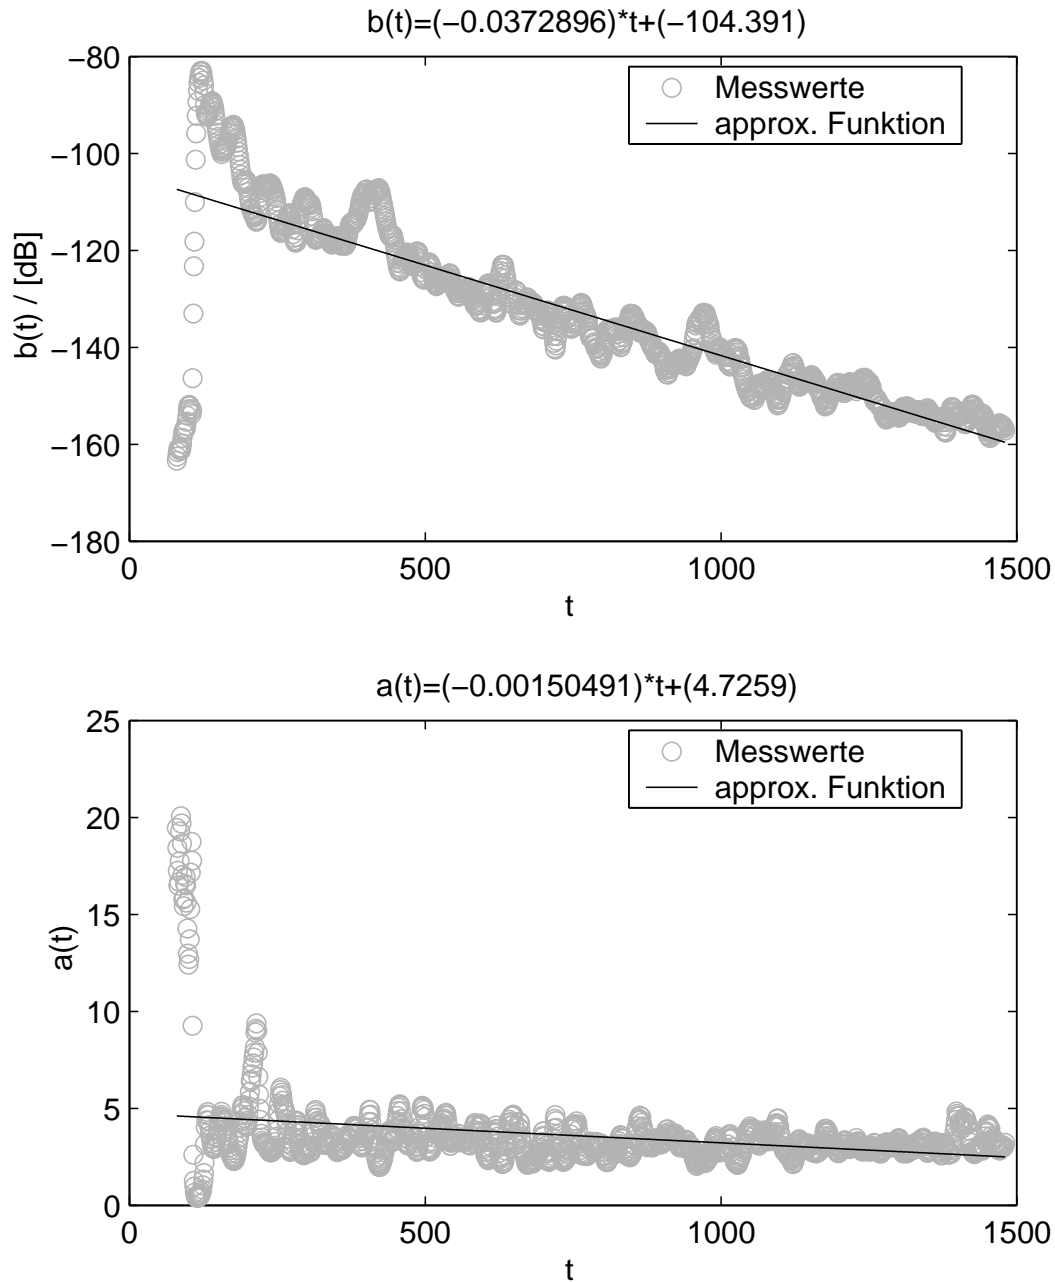 b(t)=(−0.0372896)*t+(−104.391)
−80
−100
−120
−140
−160
−180
b(t) / [dB]
Messwerte
approx. Funktion
0 500 1000 1500
t
a(t)=(−0.00150491)*t+(4.7259)
25
20
15
10
5
0
a(t)
Messwerte
approx. Funktion
0 500 1000 1500
t